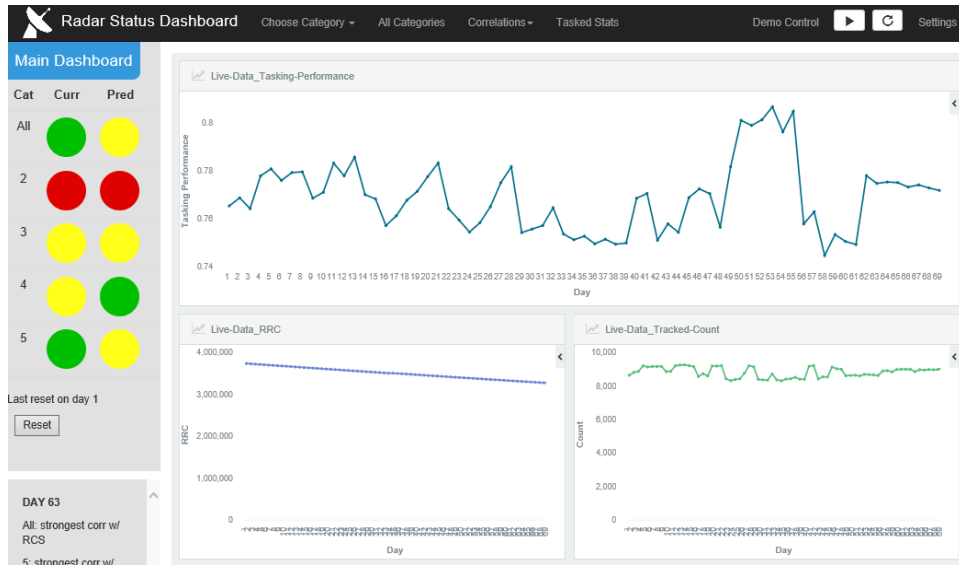 Radar Status Dashboard
Choose Category
All Categories
Correlations
Tasked Stats
Demo Control
Settings
Main Dashboard
Cat Curr Pred
All
2
3
4
5
Last reset on day 1
Reset
DAY 63
All: strongest corr w/
RCS
5: strongest corr w/
Live-Data_Tasking-Performance
Tasking Performance
0.8
0.78
0.76
0.74
1 2 3 4 5 6 7 8 9 10 11 12 13 14 15 16 17 18 19 20 21 22 23 24 25 26 27 28 29 30 31 32 33 34 35 36 37 38 39 40 41 42 43 44 45 46 47 48 49 50 51 52 53 54 55 56 57 58 59 60 61 62 63 64 65 66 67 68 69
Day
Live-Data_RRC
RRC
4,000,000
3,000,000
2,000,000
1,000,000
0
Day
Live-Data_Tracked-Count
Count
10,000
8,000
6,000
4,000
2,000
0
Day